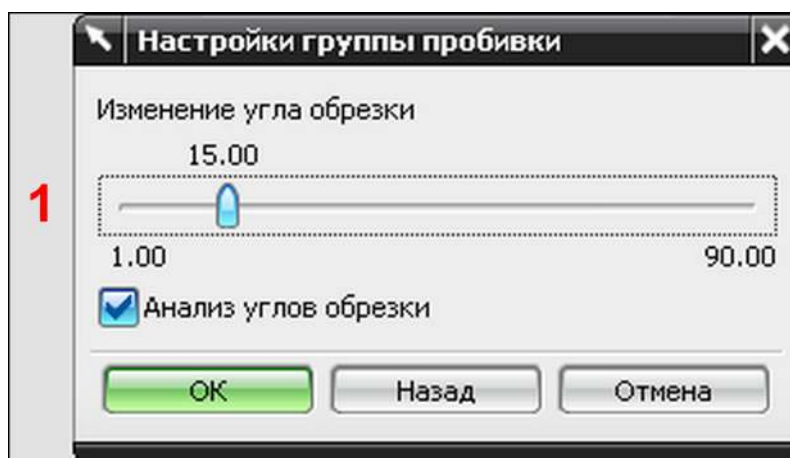 Настройки группы пробивки
Изменение угла обрезки
15.00
1
1.00 90.00
Анализ углов обрезки
ОК Назад Отмена